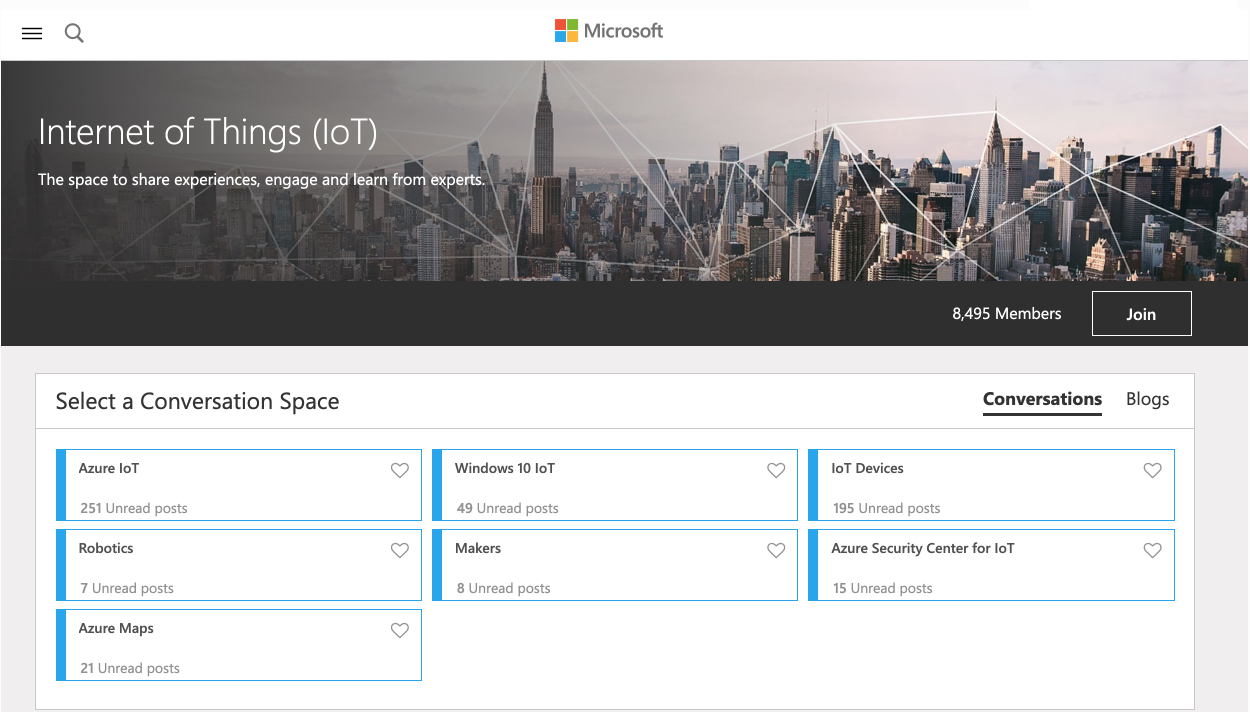 Microsoft
Internet of Things (IoT)
The space to share experiences, engage and learn from experts.
8,495 Members
Join
Select a Conversation Space
Conversations
Blogs
Azure IoT
251 Unread posts
Windows 10 IoT
49 Unread posts
IoT Devices
195 Unread posts
Robotics
7 Unread posts
Makers
8 Unread posts
Azure Security Center for IoT
15 Unread posts
Azure Maps
21 Unread posts